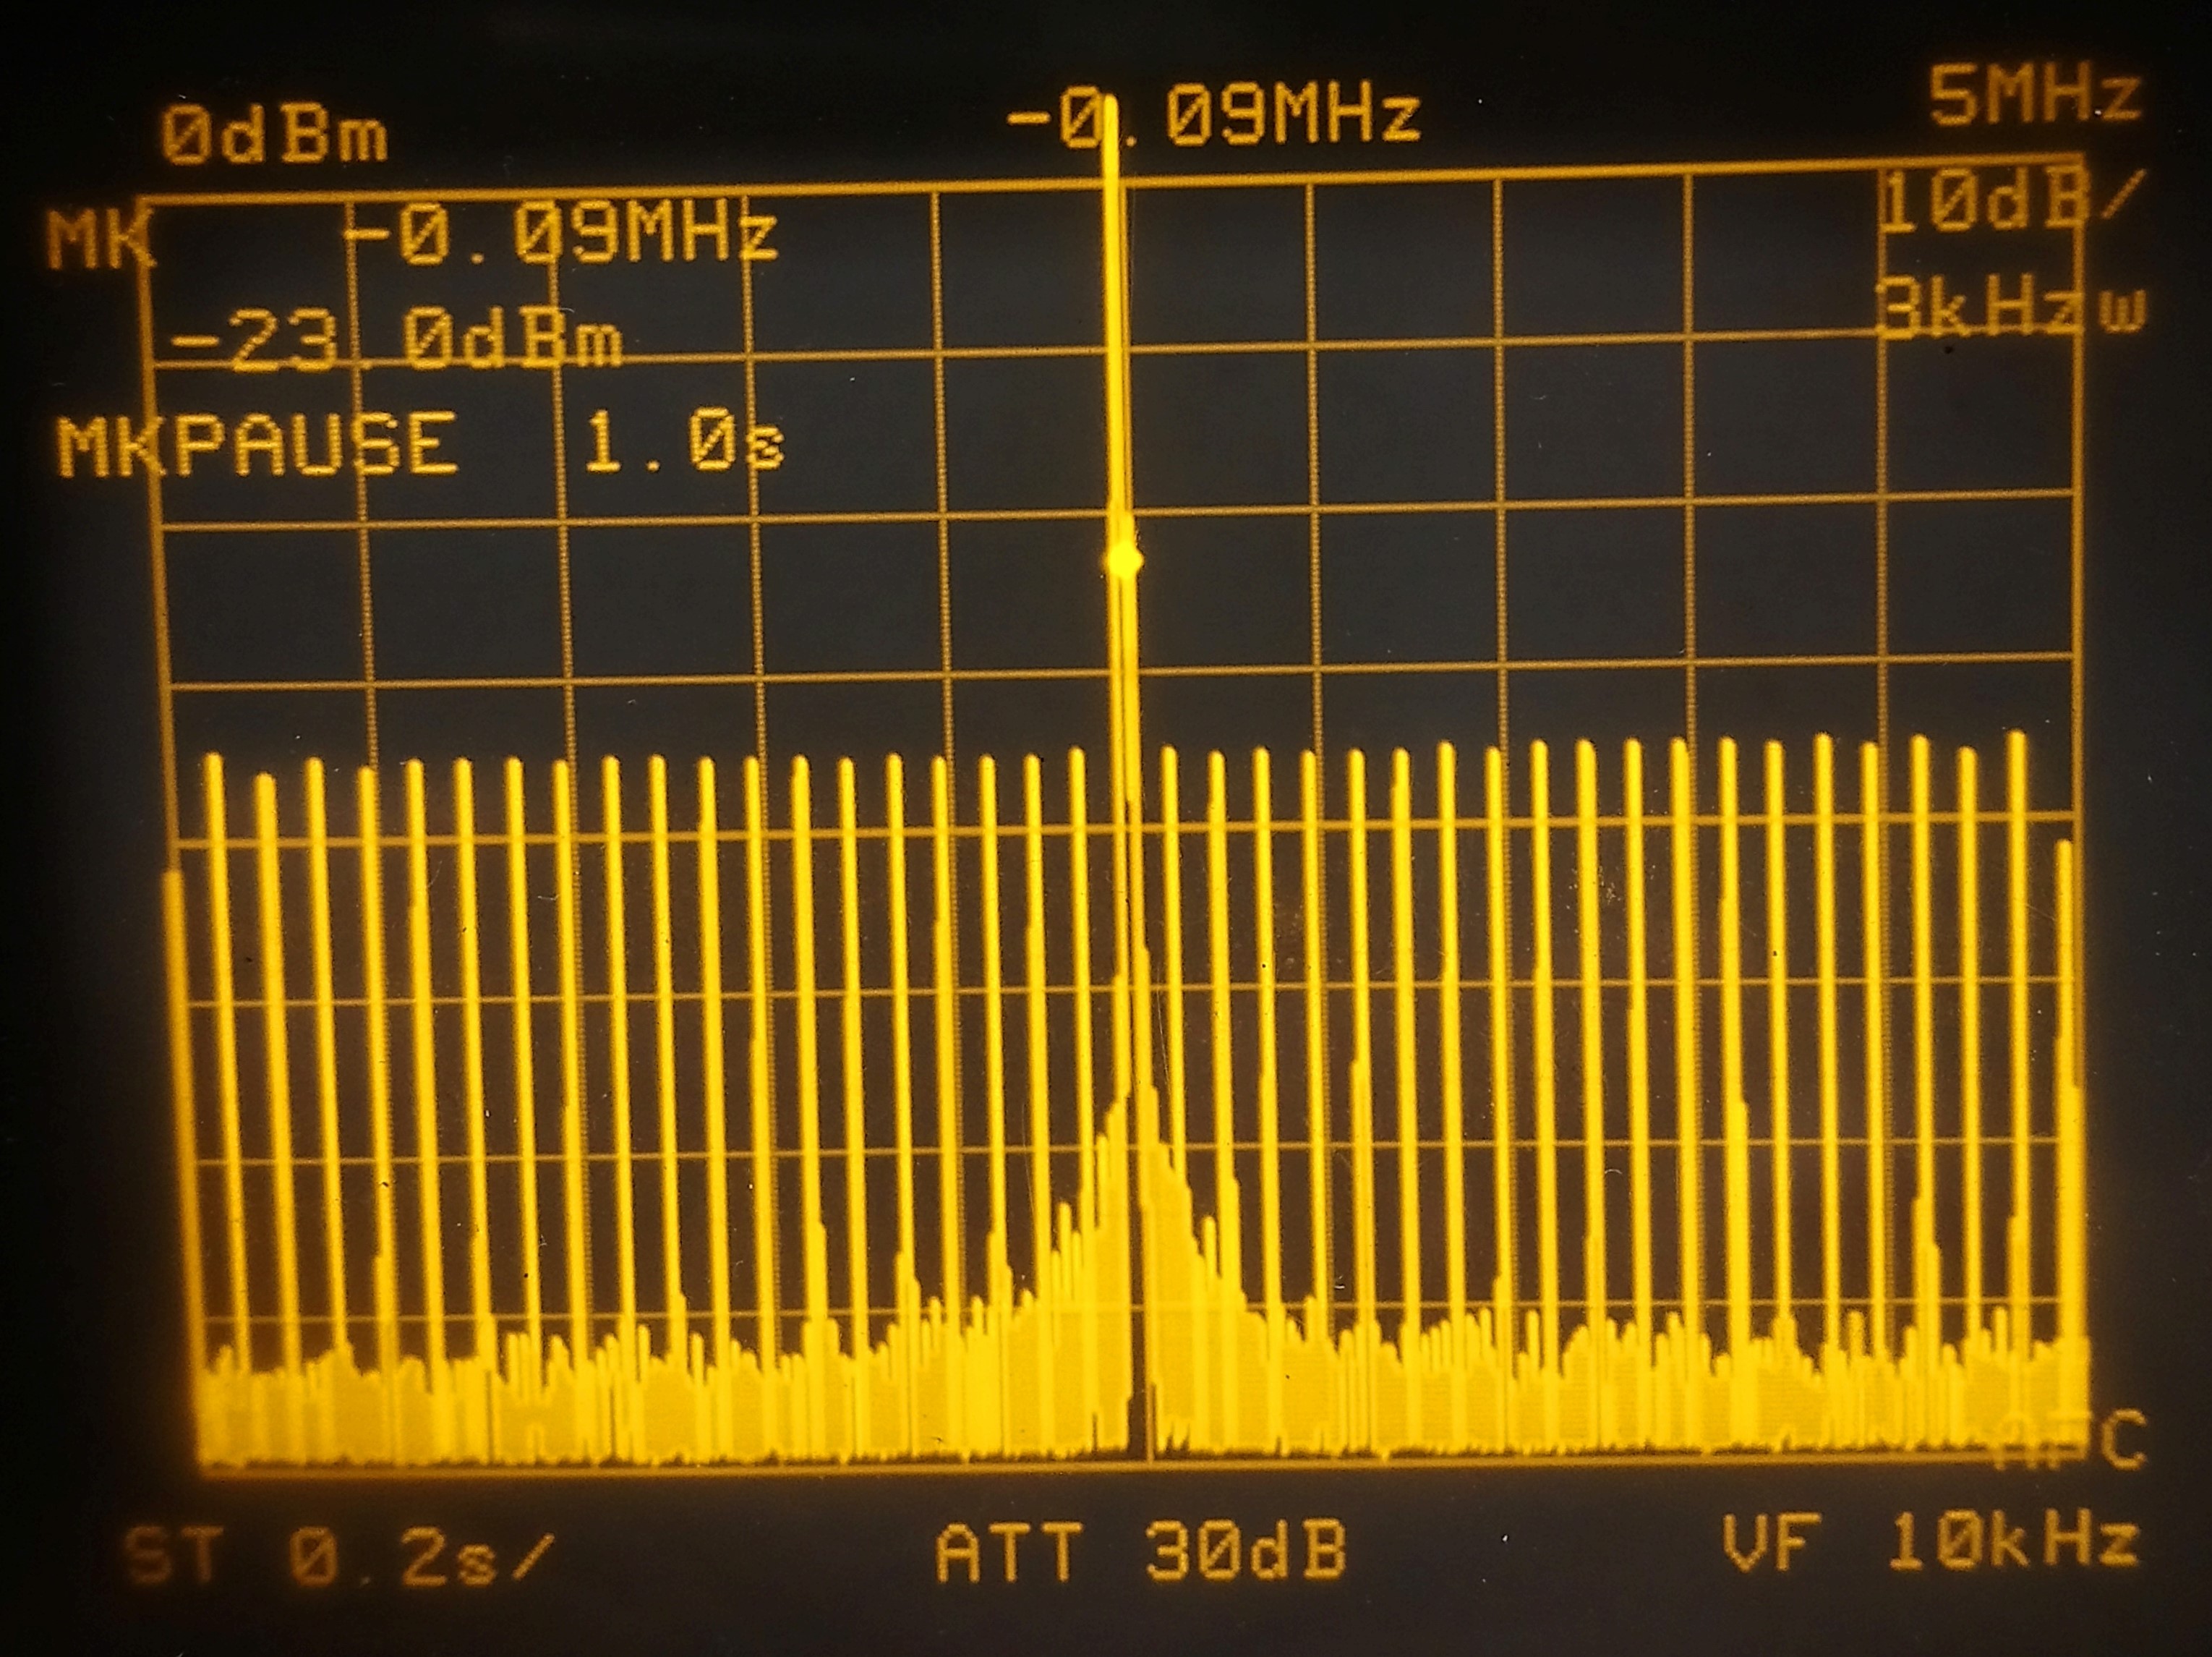 0dBm -0.09MHz 5MHz
MK -0.09MHz 10dB/
-23.0dBm 3kHz w
MKPAUSE 1.0s
AFC
ST 0.2s/ ATT 30dB VF 10kHz